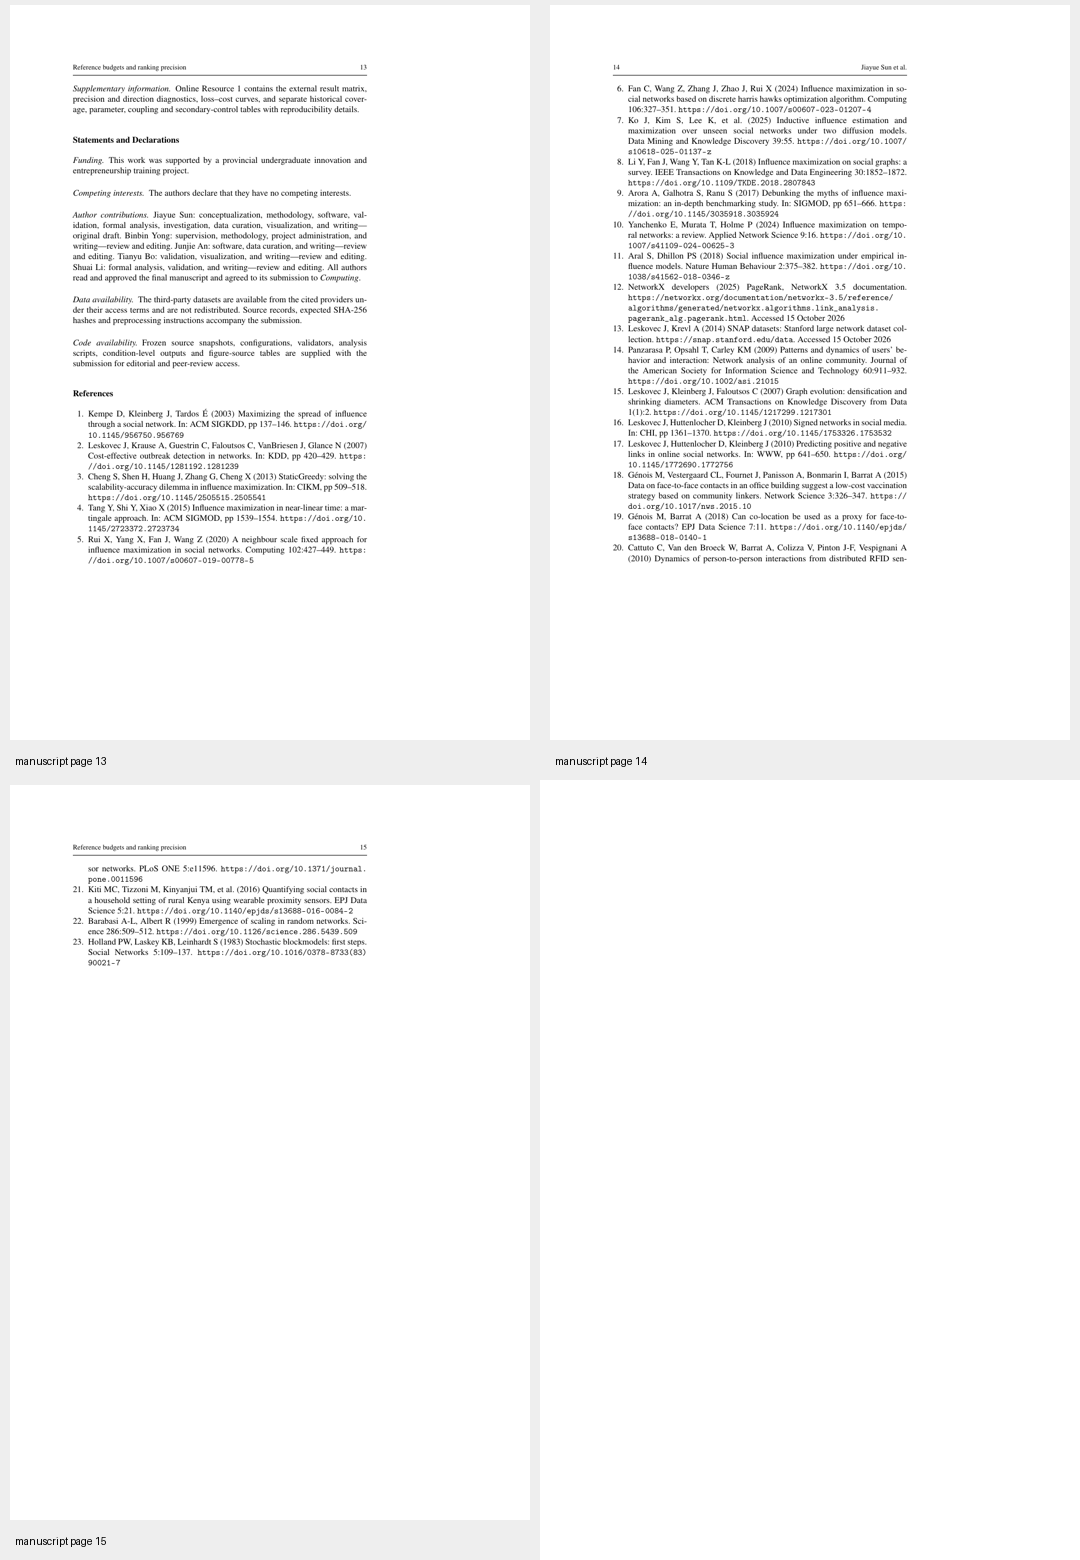 Reference budgets and ranking precision 13
Supplementary information. Online Resource 1 contains the external result matrix,
precision and direction diagnostics, loss–cost curves, and separate historical cover-
age, parameter, coupling and secondary-control tables with reproducibility details.
Statements and Declarations
Funding. This work was supported by a provincial undergraduate innovation and
entrepreneurship training project.
Competing interests. The authors declare that they have no competing interests.
Author contributions. Jiayue Sun: conceptualization, methodology, software, val-
idation, formal analysis, investigation, data curation, visualization, and writing—
original draft. Binbin Yong: supervision, methodology, project administration, and
writing—review and editing. Junjie An: software, data curation, and writing—review
and editing. Tianyu Bo: validation, visualization, and writing—review and editing.
Shuai Li: formal analysis, validation, and writing—review and editing. All authors
read and approved the final manuscript and agreed to its submission to Computing.
Data availability. The third-party datasets are available from the cited providers un-
der their access terms and are not redistributed. Source records, expected SHA-256
hashes and preprocessing instructions accompany the submission.
Code availability. Frozen source snapshots, configurations, validators, analysis
scripts, condition-level outputs and figure-source tables are supplied with the
submission for editorial and peer-review access.
References
1. Kempe D, Kleinberg J, Tardos É (2003) Maximizing the spread of influence
through a social network. In: ACM SIGKDD, pp 137–146. https://doi.org/
10.1145/956750.956769
2. Leskovec J, Krause A, Guestrin C, Faloutsos C, VanBriesen J, Glance N (2007)
Cost-effective outbreak detection in networks. In: KDD, pp 420–429. https:
//doi.org/10.1145/1281192.1281239
3. Cheng S, Shen H, Huang J, Zhang G, Cheng X (2013) StaticGreedy: solving the
scalability-accuracy dilemma in influence maximization. In: CIKM, pp 509–518.
https://doi.org/10.1145/2505515.2505541
4. Tang Y, Shi Y, Xiao X (2015) Influence maximization in near-linear time: a mar-
tingale approach. In: ACM SIGMOD, pp 1539–1554. https://doi.org/10.
1145/2723372.2723734
5. Rui X, Yang X, Fan J, Wang Z (2020) A neighbour scale fixed approach for
influence maximization in social networks. Computing 102:427–449. https:
//doi.org/10.1007/s00607-019-00778-5
manuscript page 13
14 Jiayue Sun et al.
6. Fan C, Wang Z, Zhang J, Zhao J, Rui X (2024) Influence maximization in so-
cial networks based on discrete harris hawks optimization algorithm. Computing
106:327–351. https://doi.org/10.1007/s00607-023-01207-4
7. Ko J, Kim S, Lee K, et al. (2025) Inductive influence estimation and
maximization over unseen social networks under two diffusion models.
Data Mining and Knowledge Discovery 39:55. https://doi.org/10.1007/
s10618-025-01137-z
8. Li Y, Fan J, Wang Y, Tan K-L (2018) Influence maximization on social graphs: a
survey. IEEE Transactions on Knowledge and Data Engineering 30:1852–1872.
https://doi.org/10.1109/TKDE.2018.2807843
9. Arora A, Galhotra S, Ranu S (2017) Debunking the myths of influence maxi-
mization: an in-depth benchmarking study. In: SIGMOD, pp 651–666. https:
//doi.org/10.1145/3035918.3035924
10. Yanchenko E, Murata T, Holme P (2024) Influence maximization on tempo-
ral networks: a review. Applied Network Science 9:16. https://doi.org/10.
1007/s41109-024-00625-3
11. Aral S, Dhillon PS (2018) Social influence maximization under empirical in-
fluence models. Nature Human Behaviour 2:375–382. https://doi.org/10.
1038/s41562-018-0346-z
12. NetworkX developers (2025) PageRank, NetworkX 3.5 documentation.
https://networkx.org/documentation/networkx-3.5/reference/
algorithms/generated/networkx.algorithms.link_analysis.
pagerank_alg.pagerank.html. Accessed 15 October 2026
13. Leskovec J, Krevl A (2014) SNAP datasets: Stanford large network dataset col-
lection. https://snap.stanford.edu/data. Accessed 15 October 2026
14. Panzarasa P, Opsahl T, Carley KM (2009) Patterns and dynamics of users’ be-
havior and interaction: Network analysis of an online community. Journal of
the American Society for Information Science and Technology 60:911–932.
https://doi.org/10.1002/asi.21015
15. Leskovec J, Kleinberg J, Faloutsos C (2007) Graph evolution: densification and
shrinking diameters. ACM Transactions on Knowledge Discovery from Data
1(1):2. https://doi.org/10.1145/1217299.1217301
16. Leskovec J, Huttenlocher D, Kleinberg J (2010) Signed networks in social media.
In: CHI, pp 1361–1370. https://doi.org/10.1145/1753326.1753532
17. Leskovec J, Huttenlocher D, Kleinberg J (2010) Predicting positive and negative
links in online social networks. In: WWW, pp 641–650. https://doi.org/
10.1145/1772690.1772756
18. Génois M, Vestergaard CL, Fournet J, Panisson A, Bonmarin I, Barrat A (2015)
Data on face-to-face contacts in an office building suggest a low-cost vaccination
strategy based on community linkers. Network Science 3:326–347. https://
doi.org/10.1017/nws.2015.10
19. Génois M, Barrat A (2018) Can co-location be used as a proxy for face-to-
face contacts? EPJ Data Science 7:11. https://doi.org/10.1140/epjds/
s13688-018-0140-1
20. Cattuto C, Van den Broeck W, Barrat A, Colizza V, Pinton J-F, Vespignani A
(2010) Dynamics of person-to-person interactions from distributed RFID sen-
manuscript page 14
Reference budgets and ranking precision 15
sor networks. PLoS ONE 5:e11596. https://doi.org/10.1371/journal.
pone.0011596
21. Kiti MC, Tizzoni M, Kinyanjui TM, et al. (2016) Quantifying social contacts in
a household setting of rural Kenya using wearable proximity sensors. EPJ Data
Science 5:21. https://doi.org/10.1140/epjds/s13688-016-0084-2
22. Barabasi A-L, Albert R (1999) Emergence of scaling in random networks. Sci-
ence 286:509–512. https://doi.org/10.1126/science.286.5439.509
23. Holland PW, Laskey KB, Leinhardt S (1983) Stochastic blockmodels: first steps.
Social Networks 5:109–137. https://doi.org/10.1016/0378-8733(83)
90021-7
manuscript page 15